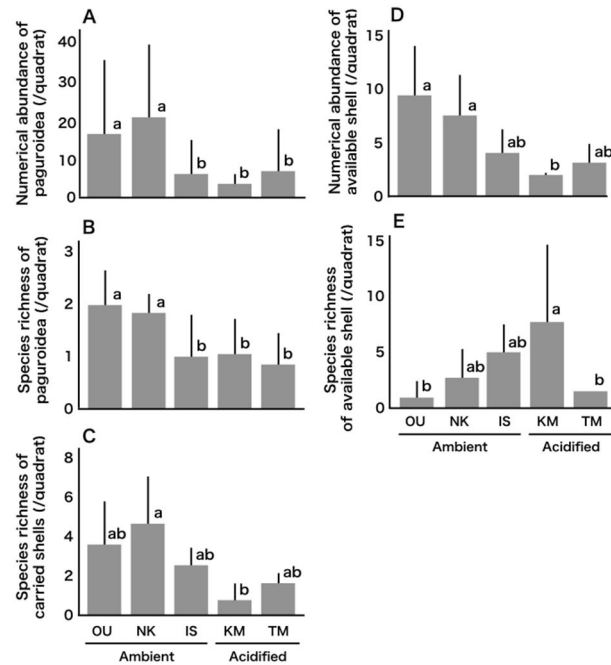 A
Numerical abundance of
paguroidea (/quadrat)
40
30
20
10
0
a
a
b
b
b
B
Species richness of
paguroidea (/quadrat)
3
2
1
0
a
a
b
b
b
C
Species richness of
carried shells (/quadrat)
8
6
4
2
0
ab
a
ab
b
ab
OU NK IS KM TM
Ambient Acidified
D
Numerical abundance of
available shell (/quadrat)
15
10
5
0
a
a
ab
b
ab
E
Species richness
of available shell (/quadrat)
15
10
5
0
b
ab
ab
a
b
OU NK IS KM TM
Ambient Acidified